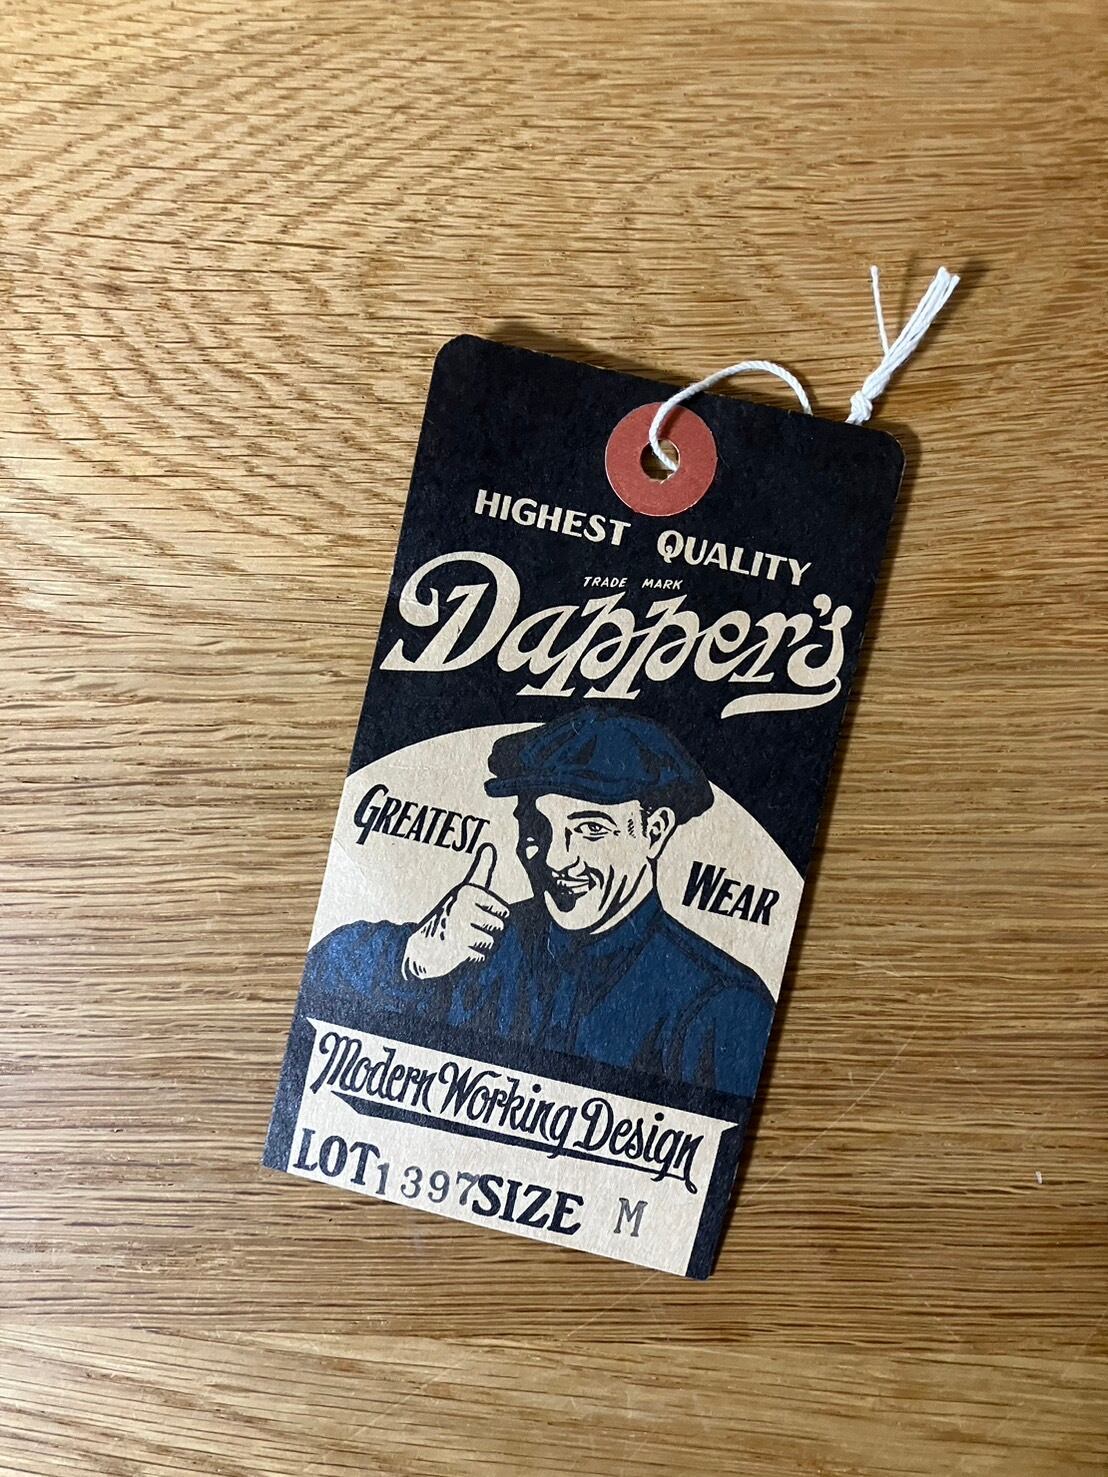 HIGHEST QUALITY
TRADE MARK
Dapper's
GREATEST WEAR
Modern Working Design
LOT 1397 SIZE M